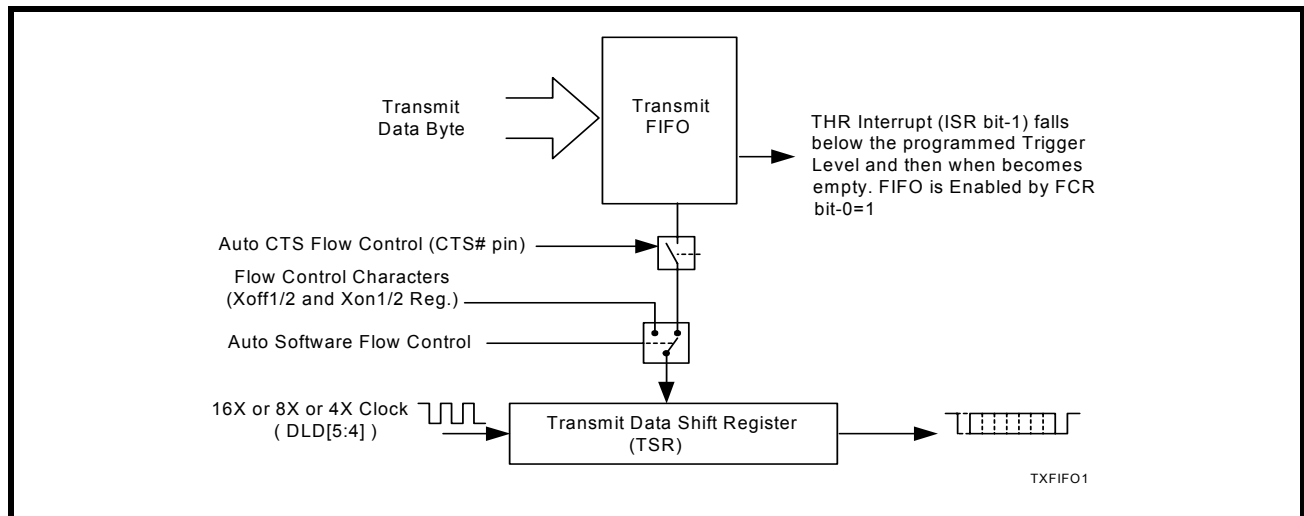 Transmit
Data Byte
Transmit
FIFO
THR Interrupt (ISR bit-1) falls
below the programmed Trigger
Level and then when becomes
empty. FIFO is Enabled by FCR
bit-0=1
Auto CTS Flow Control (CTS# pin)
Flow Control Characters
(Xoff1/2 and Xon1/2 Reg.)
Auto Software Flow Control
16X or 8X or 4X Clock
( DLD[5:4] )
Transmit Data Shift Register
(TSR)
TXFIFO1